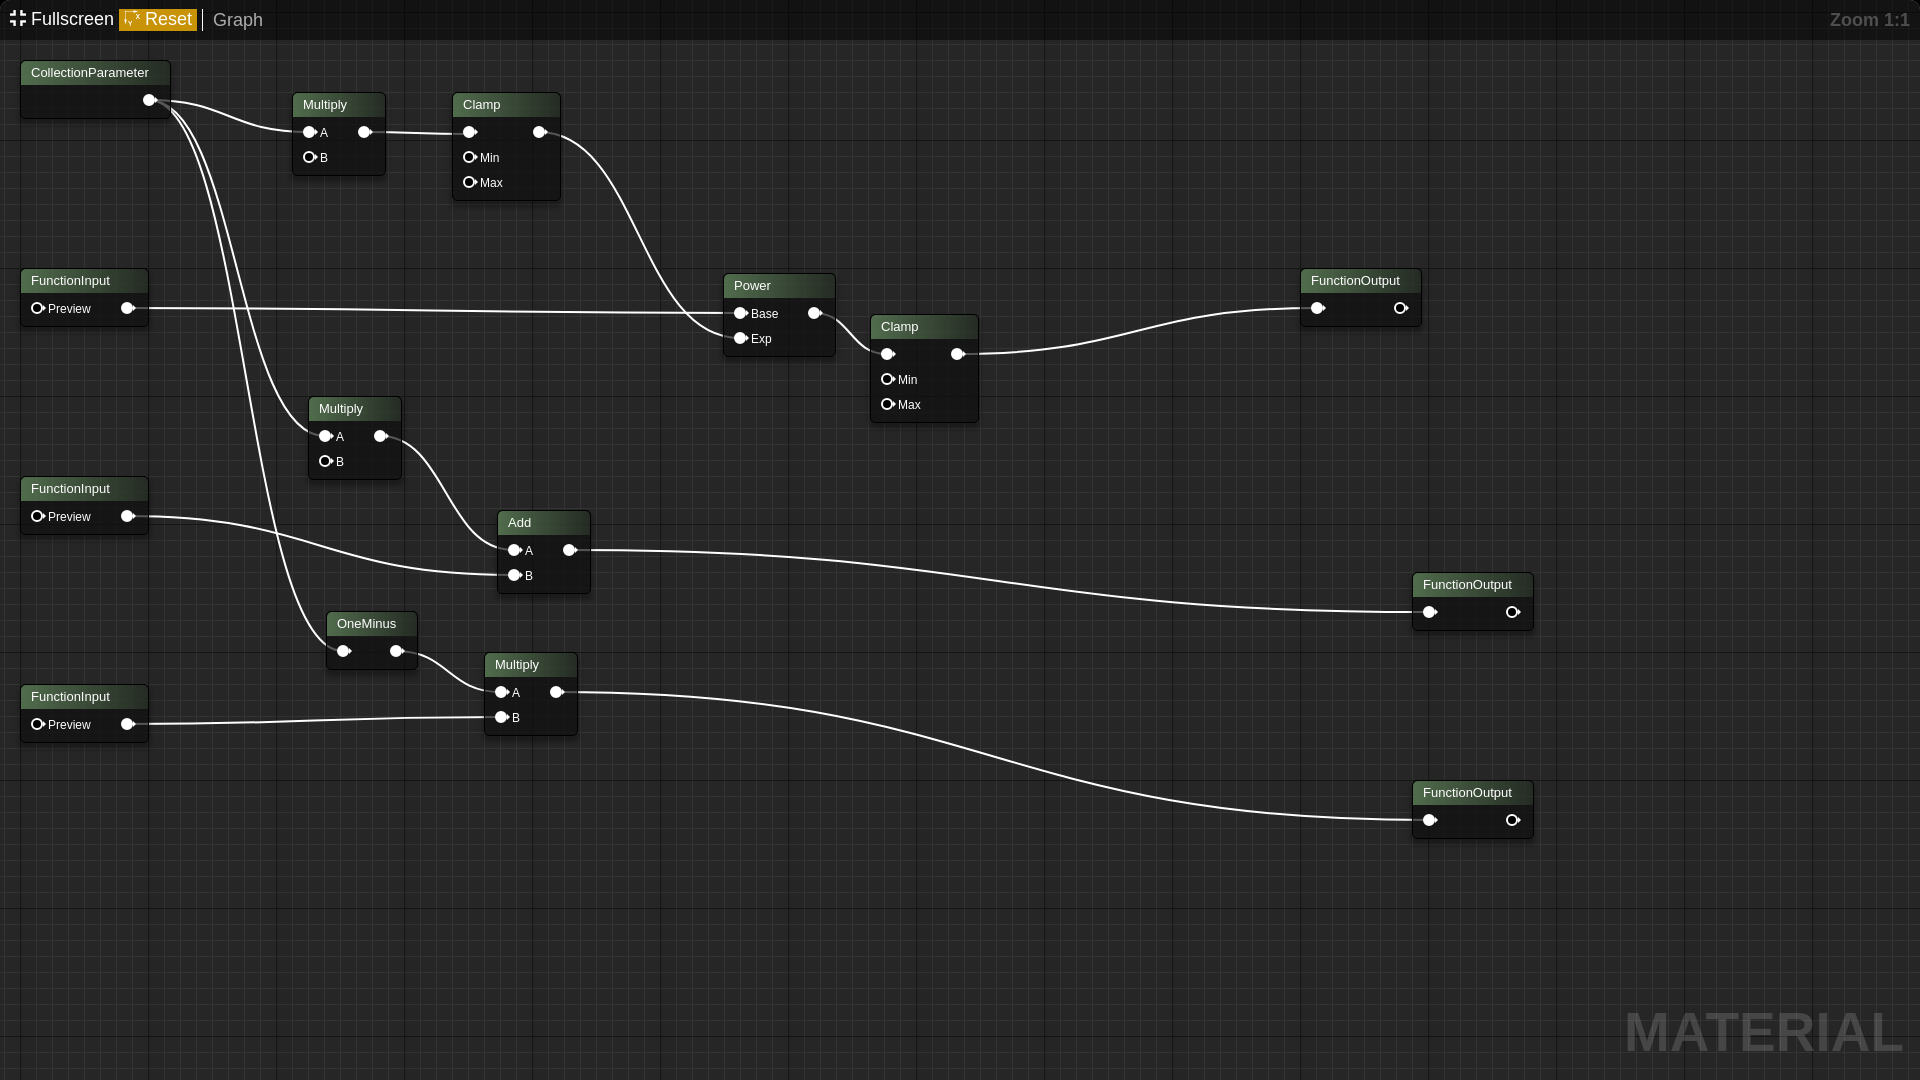 Fullscreen Reset Graph Zoom 1:1
CollectionParameter
Multiply
A
B
Clamp
Min
Max
FunctionInput
Preview
Power
Base
Exp
Clamp
Min
Max
FunctionOutput
Multiply
A
B
FunctionInput
Preview
Add
A
B
FunctionOutput
OneMinus
Multiply
A
B
FunctionInput
Preview
FunctionOutput
MATERIAL